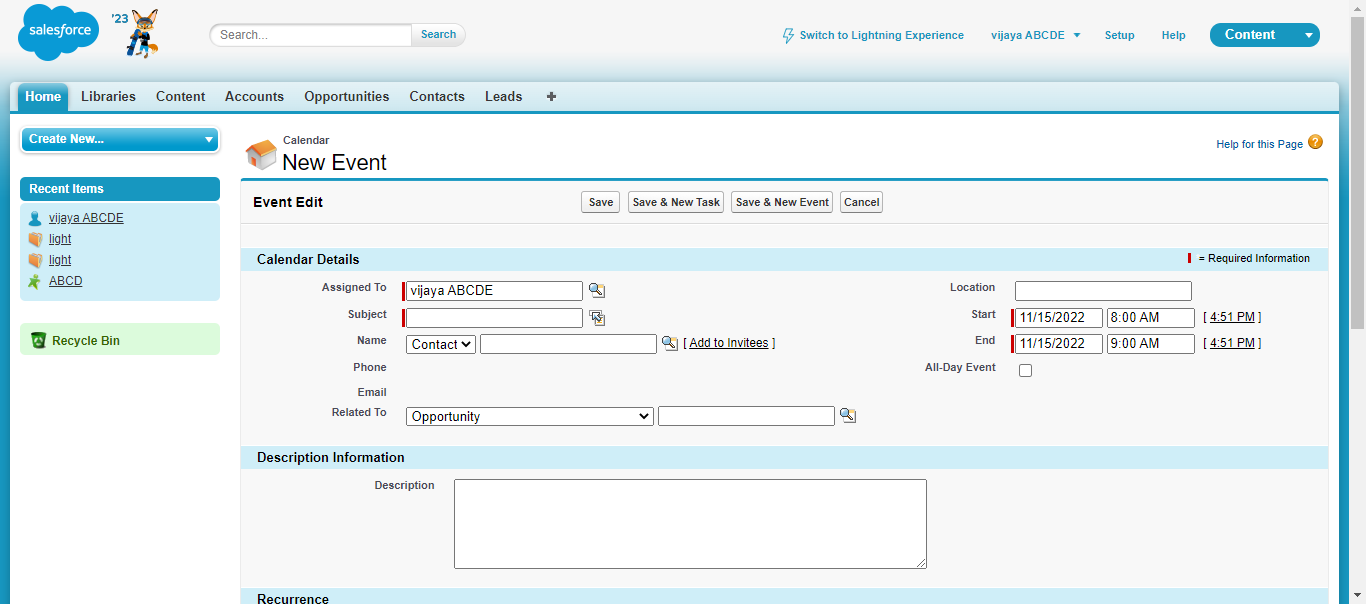 salesforce '23 Search... Search Switch to Lightning Experience vijaya ABCDE Setup Help Content
Home Libraries Content Accounts Opportunities Contacts Leads +
Create New...
Recent Items
vijaya ABCDE
light
light
ABCD
Recycle Bin
Calendar
New Event
Help for this Page ?
Event Edit Save Save & New Task Save & New Event Cancel
Calendar Details = Required Information
Assigned To vijaya ABCDE Location
Subject Start 11/15/2022 8:00 AM [ 4:51 PM ]
Name Contact [ Add to Invitees ] End 11/15/2022 9:00 AM [ 4:51 PM ]
Phone All-Day Event
Email
Related To Opportunity
Description Information
Description
Recurrence